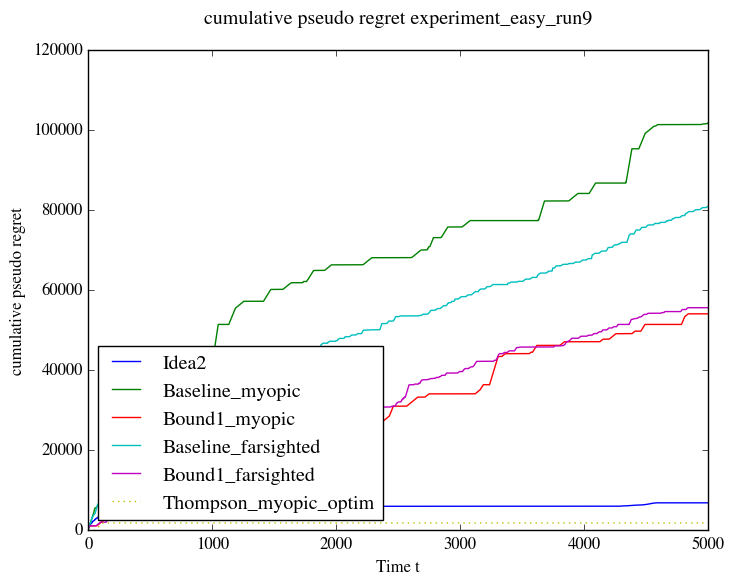 cumulative pseudo regret experiment_easy_run9
120000
100000
80000
60000
40000
20000
0
cumulative pseudo regret
Idea2
Baseline_myopic
Bound1_myopic
Baseline_farsighted
Bound1_farsighted
Thompson_myopic_optim
0 1000 2000 3000 4000 5000
Time t